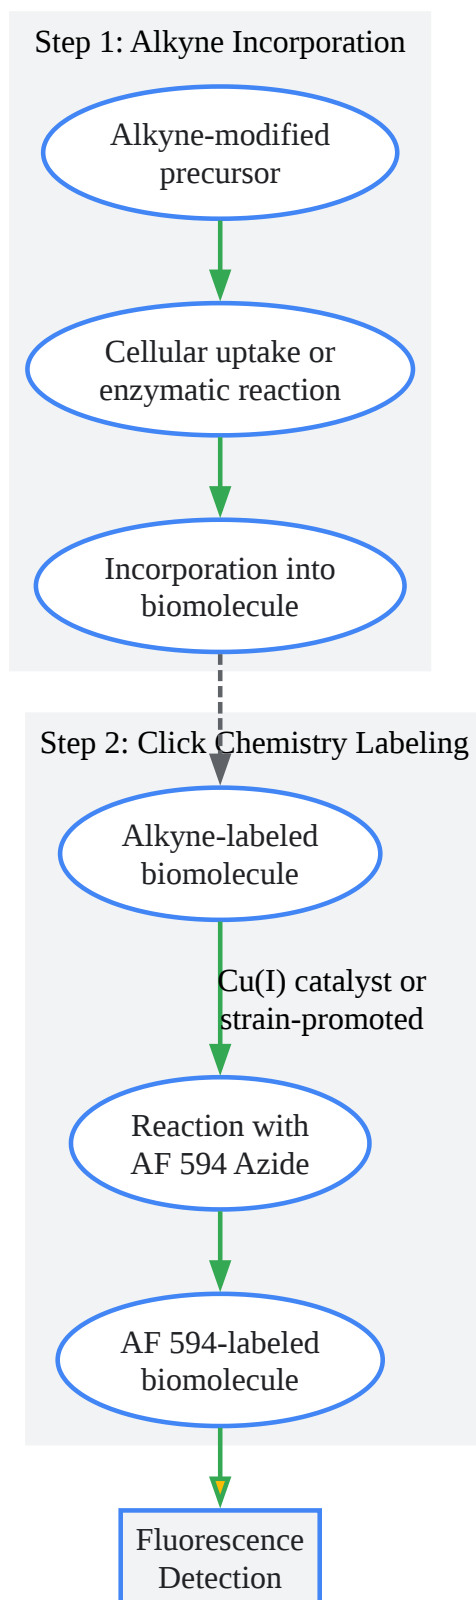 Step 1: Alkyne Incorporation
Alkyne-modified
precursor
Cellular uptake or
enzymatic reaction
Incorporation into
biomolecule
Step 2: Click Chemistry Labeling
Alkyne-labeled
biomolecule
Cu(I) catalyst or
strain-promoted
Reaction with
AF 594 Azide
AF 594-labeled
biomolecule
Fluorescence
Detection